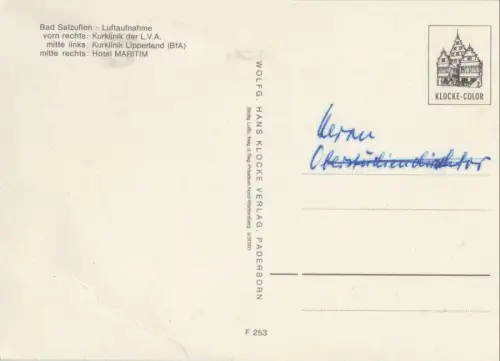 Bad Salzuflen – Luftaufnahme
vorn rechts: Kurklinik der L.V.A.
mitte links: Kurklinik Lipperland (BfA)
mitte rechts: Hotel MARITIM
KLOCKE-COLOR
Herrn
Oberstudiendirektor
WOLFG. HANS KLOCKE VERLAG, PADERBORN
F 253